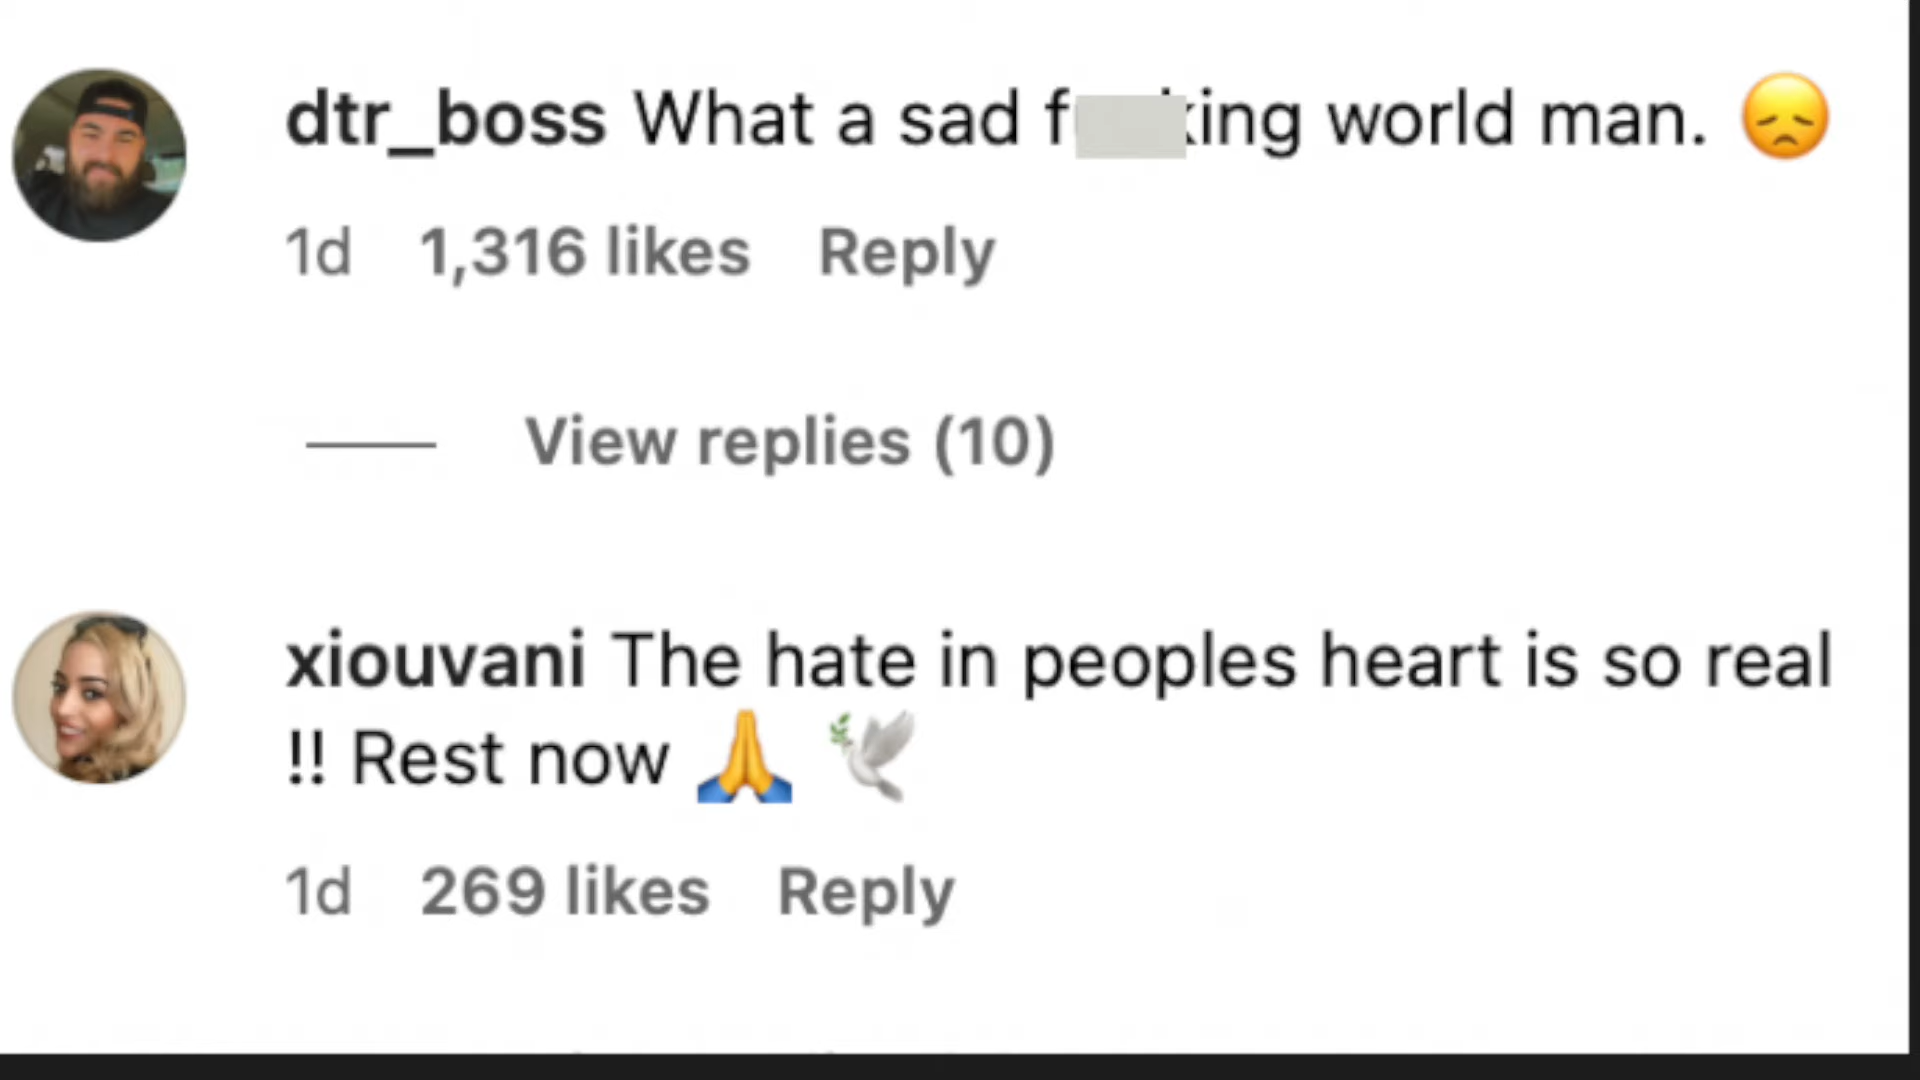 dtr_boss What a sad f king world man. 😞
1d 1,316 likes Reply
View replies (10)
xiouvani The hate in peoples heart is so real
!! Rest now 🙏 🕊️
1d 269 likes Reply